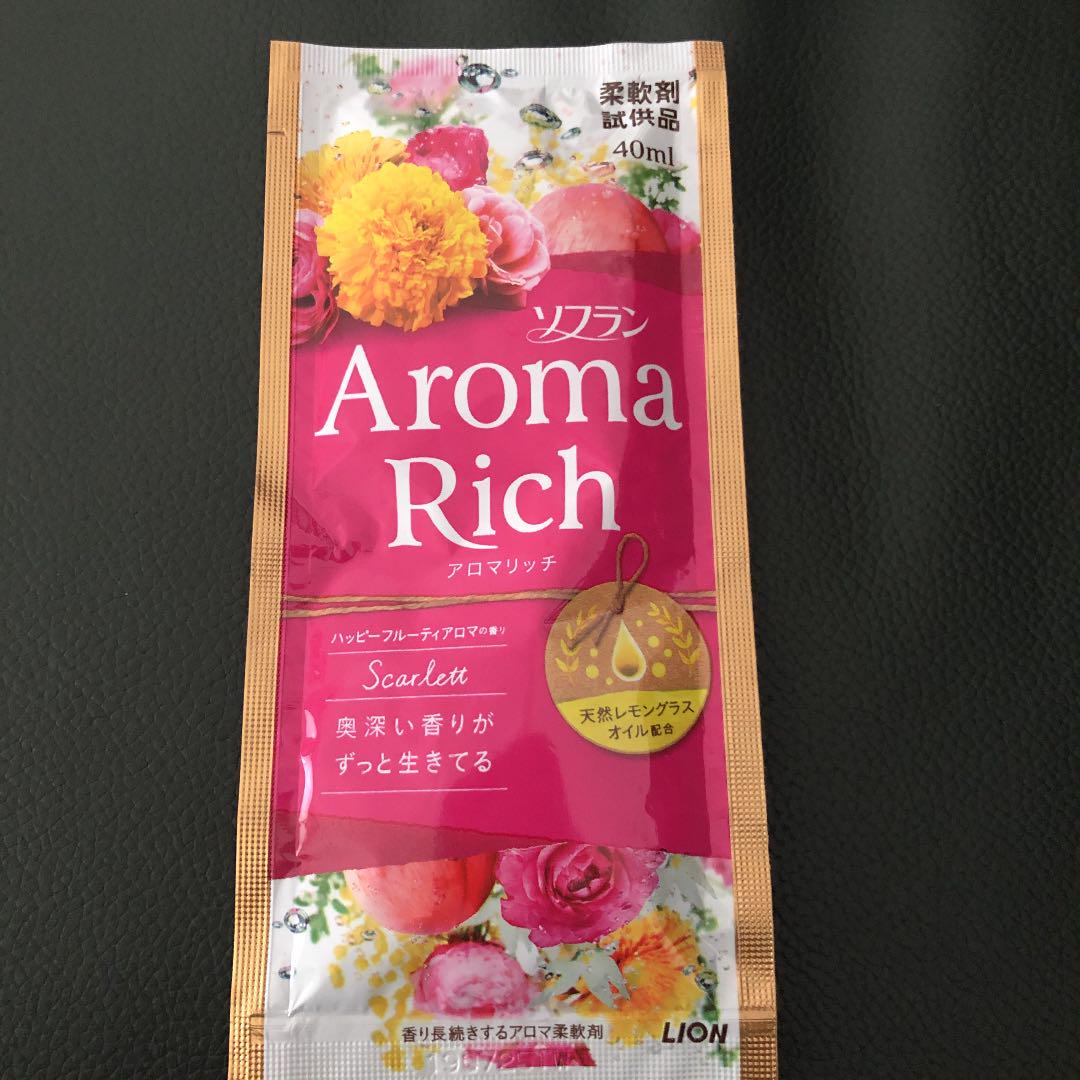 柔軟剤
試供品
40ml
ソフラン
Aroma
Rich
アロマリッチ
ハッピーフルーティアロマの香り
Scarlett
奥深い香りが
ずっと生きてる
天然レモングラス
オイル配合
香り長続きするアロマ柔軟剤
LION